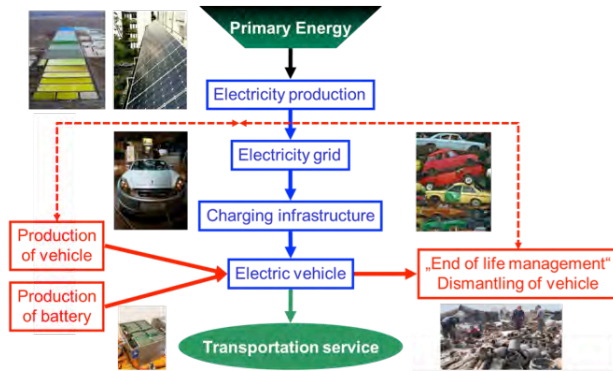 Primary Energy
Electricity production
Electricity grid
Charging infrastructure
Production
of vehicle
Electric vehicle
„End of life management“
Dismantling of vehicle
Production
of battery
Transportation service